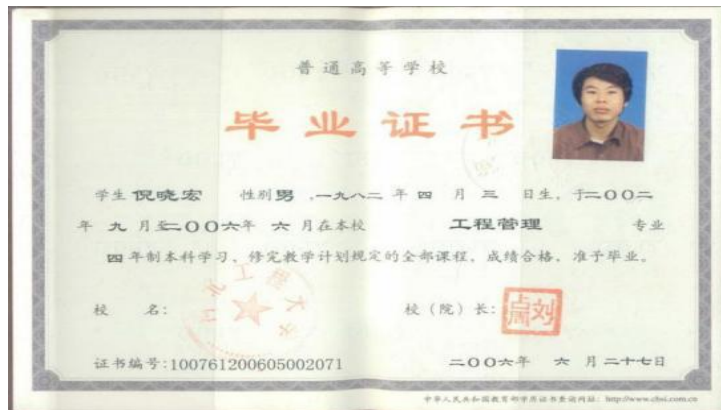 普通高等学校
毕业证书
学生 倪晓宏 性别 男 ,一九八二 年 四 月 三 日生, 于二〇〇二
年 九 月至二〇〇六年 六 月在本校 工程管理 专业
四 年制本科学习, 修完教学计划规定的全部课程, 成绩合格, 准予毕业。
校 名: 校 (院) 长:
证书编号:100761200605002071 二〇〇六年 六 月 二十七日
中华人民共和国教育部学历证书查询网址: http://www.chsi.com.cn